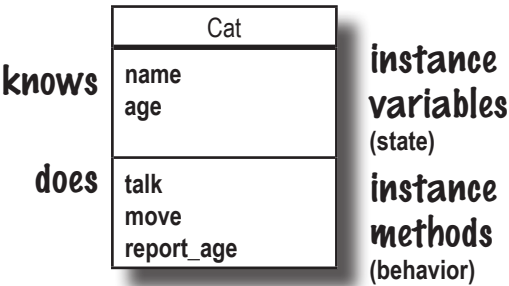 Cat
knows
name
age
instance
variables
(state)
does
talk
move
report_age
instance
methods
(behavior)